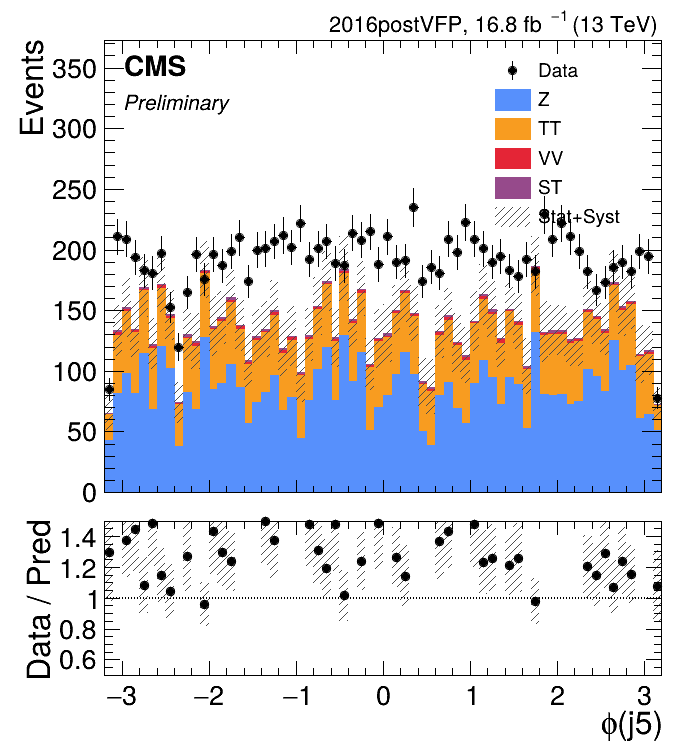 2016postVFP, 16.8 fb⁻¹ (13 TeV)
CMS
Preliminary
Events
350
300
250
200
150
100
50
0
Data
Z
TT
VV
ST
Stat+Syst
Data / Pred
1.4
1.2
1
0.8
0.6
−3 −2 −1 0 1 2 3
ϕ(j5)